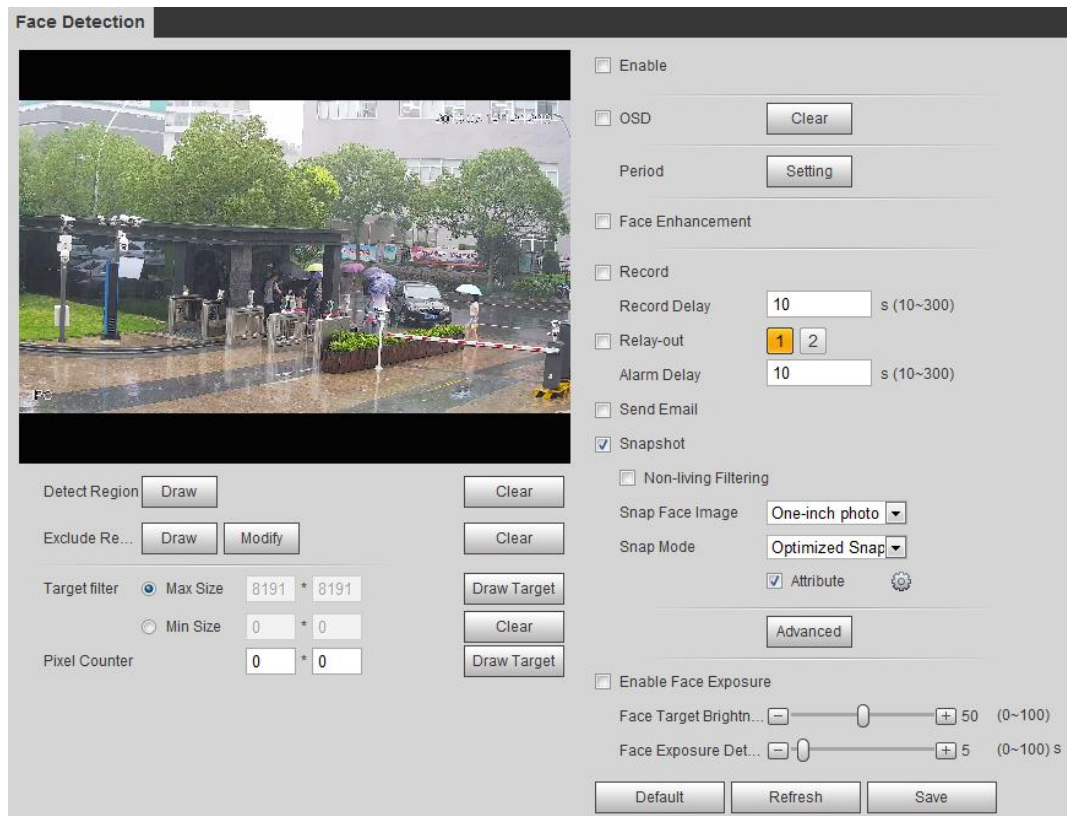 Face Detection
Enable
OSD Clear
Period Setting
Face Enhancement
Record
Record Delay 10 s (10~300)
Relay-out 1 2
Alarm Delay 10 s (10~300)
Send Email
Snapshot
Non-living Filtering
Snap Face Image One-inch photo
Snap Mode Optimized Snap
Attribute
Advanced
Enable Face Exposure
Face Target Brightn... 50 (0~100)
Face Exposure Det... 5 (0~100) s
Default Refresh Save
Detect Region Draw Clear
Exclude Re... Draw Modify Clear
Target filter Max Size 8191 * 8191 Draw Target
Min Size 0 * 0 Clear
Pixel Counter 0 * 0 Draw Target